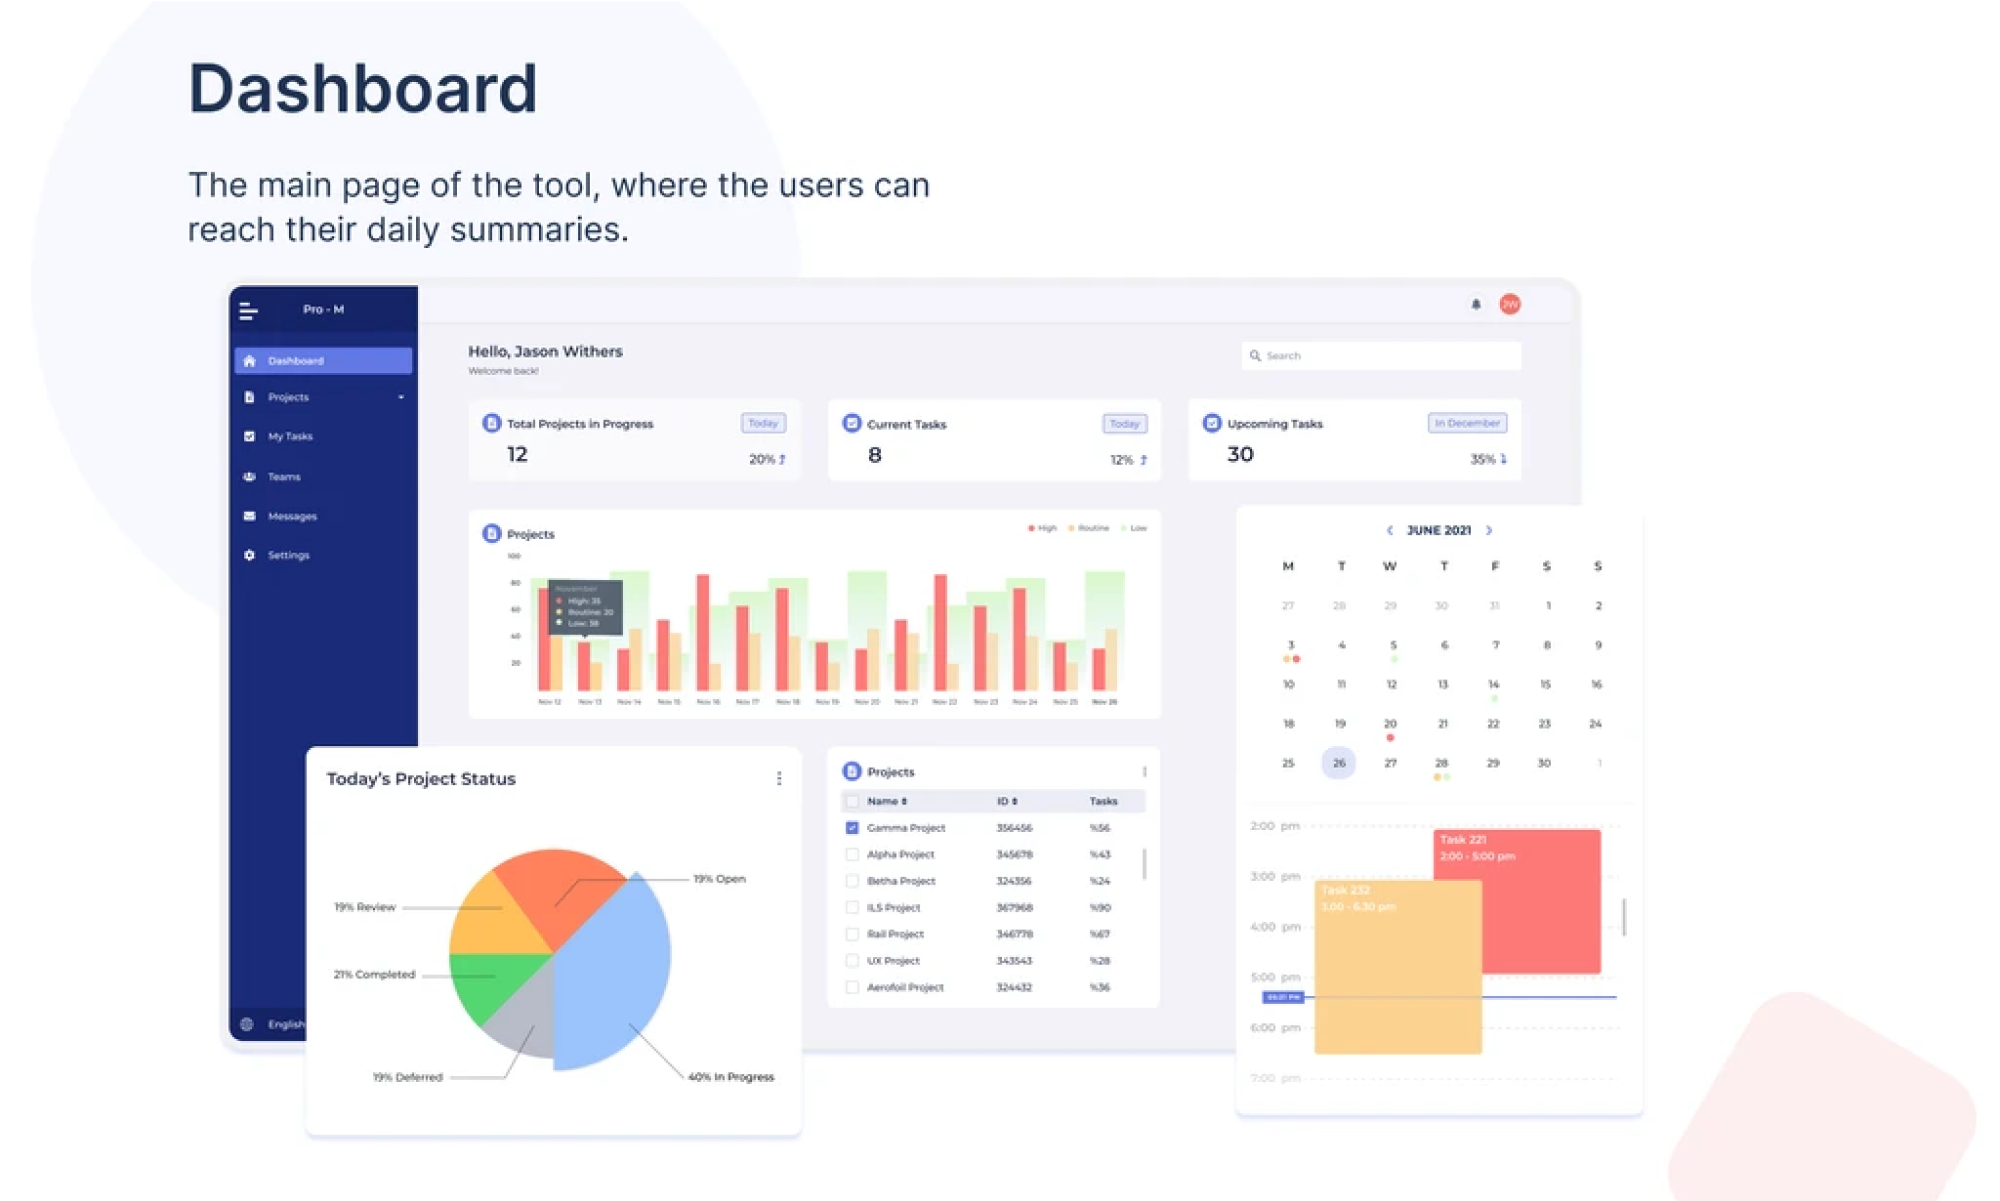 Dashboard
The main page of the tool, where the users can
reach their daily summaries.
Pro - M
JW
Dashboard
Projects
My Tasks
Teams
Messages
Settings
English
Hello, Jason Withers
Welcome back!
Search
Total Projects in Progress
Today
12
20%
Current Tasks
Today
8
12%
Upcoming Tasks
In December
30
35%
Projects
High Routine Low
100
80
60
40
20
November
High: 35
Routine: 20
Low: 38
Nov 12 Nov 13 Nov 14 Nov 15 Nov 16 Nov 17 Nov 18 Nov 19 Nov 20 Nov 21 Nov 22 Nov 23 Nov 24 Nov 25 Nov 26
Today's Project Status
19% Open
19% Review
21% Completed
19% Deferred
40% In Progress
Projects
Name ID Tasks
Gamma Project 356456 %56
Alpha Project 345678 %43
Betha Project 324356 %24
ILS Project 367968 %90
Rail Project 346778 %67
UX Project 343543 %28
Aerofoil Project 324432 %36
JUNE 2021
M T W T F S S
27 28 29 30 31 1 2
3 4 5 6 7 8 9
10 11 12 13 14 15 16
18 19 20 21 22 23 24
25 26 27 28 29 30 1
2:00 pm
Task 221
2:00 - 5:00 pm
3:00 pm
Task 232
3.00 - 6.30 pm
4:00 pm
5:00 pm
6:00 pm
7:00 pm